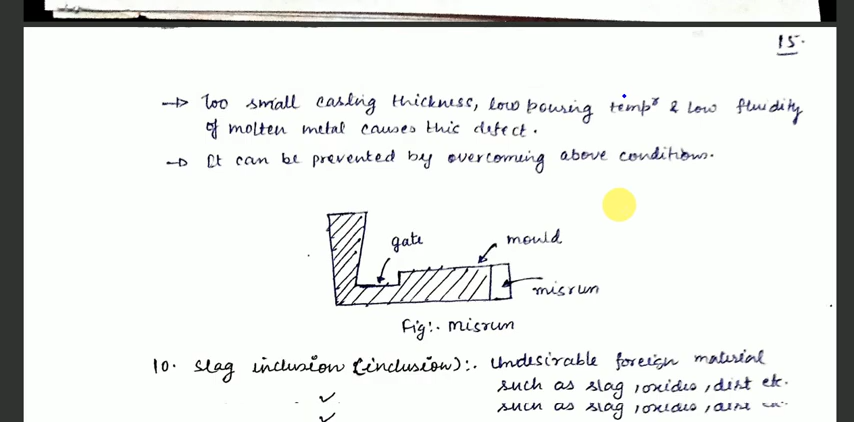 15.
→ Too small casting thickness, low pouring tempr & low fluidity
of molten metal causes this defect.
→ It can be prevented by overcoming above conditions.
gate
mould
misrun
Fig:. misrun
10. Slag inclusion (inclusion):. Undesirable foreign material
such as slag, oxides, dirt etc.
such as slag, oxides,